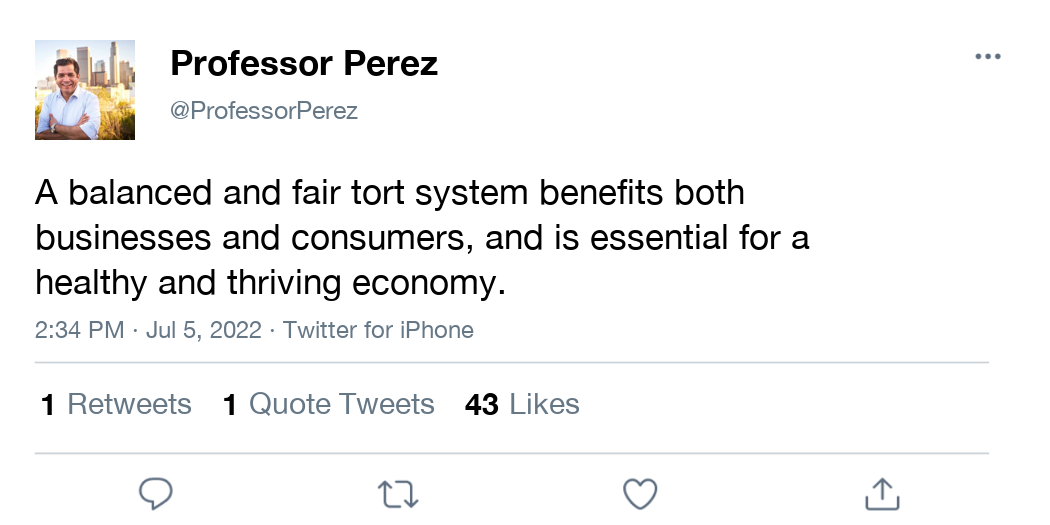 Professor Perez
@ProfessorPerez
A balanced and fair tort system benefits both
businesses and consumers, and is essential for a
healthy and thriving economy.
2:34 PM · Jul 5, 2022 · Twitter for iPhone
1 Retweets 1 Quote Tweets 43 Likes